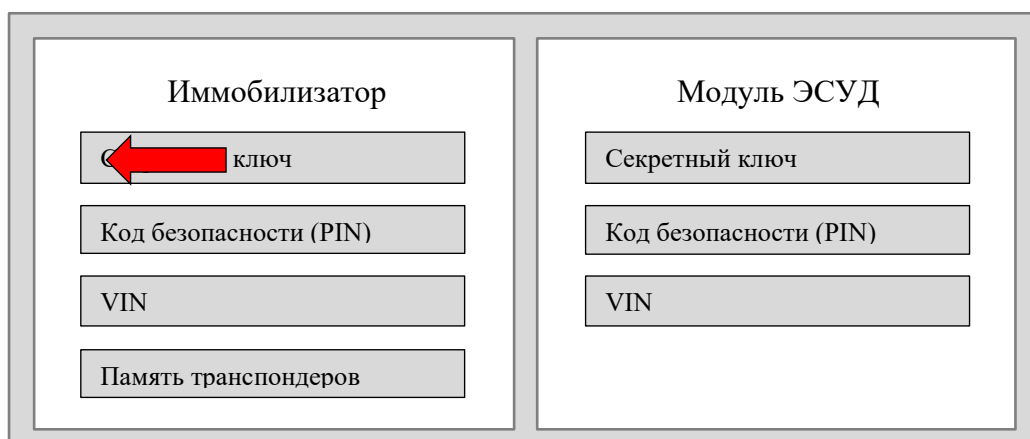 Иммобилизатор
ключ
Код безопасности (PIN)
VIN
Память транспондеров
Модуль ЭСУД
Секретный ключ
Код безопасности (PIN)
VIN